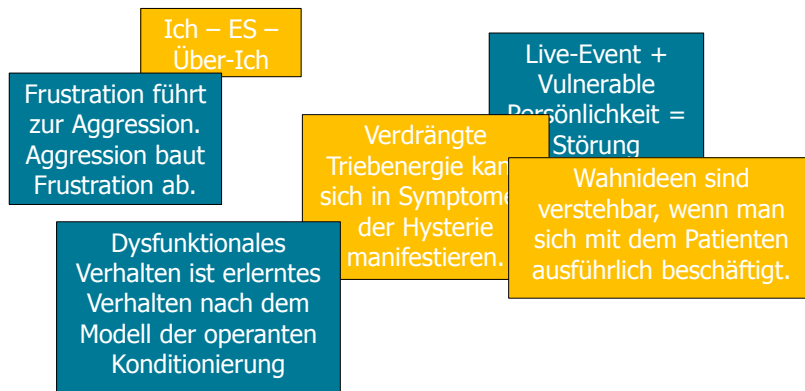 Ich – ES –
Über-Ich
Frustration führt
zur Aggression.
Aggression baut
Frustration ab.
Live-Event +
Vulnerable
Persönlichkeit =
Störung
Verdrängte
Triebenergie kann
sich in Symptomen
der Hysterie
manifestieren.
Wahnideen sind
verstehbar, wenn man
sich mit dem Patienten
ausführlich beschäftigt.
Dysfunktionales
Verhalten ist erlerntes
Verhalten nach dem
Modell der operanten
Konditionierung